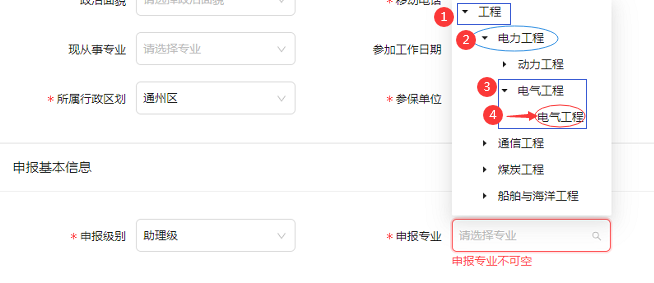 政治面貌 请选择政治面貌 移动电话
1 工程
2 电力工程
现从事专业 请选择专业 参加工作日期
动力工程
3 电气工程
* 所属行政区划 通州区 * 参保单位
4 电气工程
通信工程
申报基本信息
煤炭工程
船舶与海洋工程
* 申报级别 助理级 * 申报专业 请选择专业
申报专业不可空